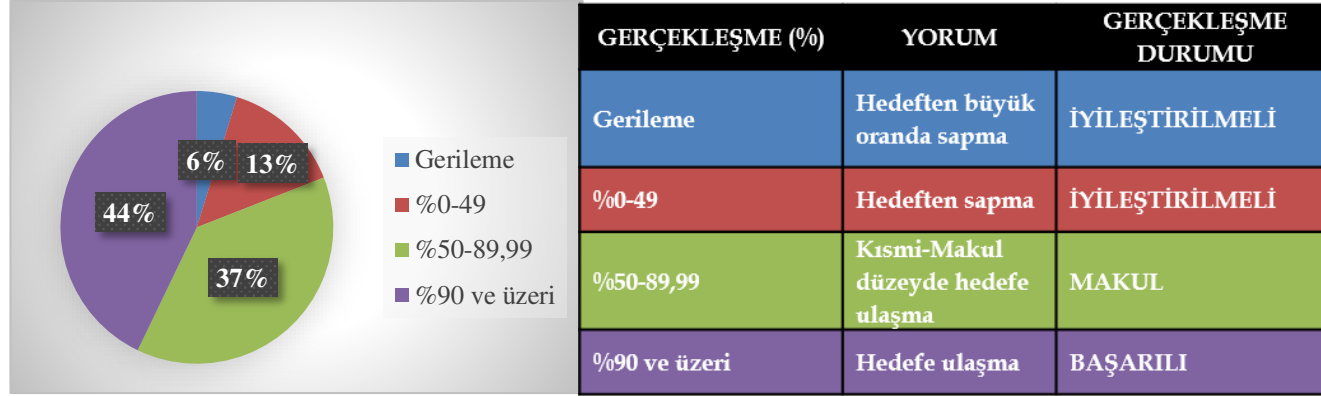 6%
13%
44%
37%
Gerileme
%0-49
%50-89,99
%90 ve üzeri
GERÇEKLEŞME (%)
YORUM
GERÇEKLEŞME
DURUMU
Gerileme
Hedeften büyük
oranda sapma
İYİLEŞTİRİLMELİ
%0-49
Hedeften sapma
İYİLEŞTİRİLMELİ
%50-89,99
Kısmi-Makul
düzeyde hedefe
ulaşma
MAKUL
%90 ve üzeri
Hedefe ulaşma
BAŞARILI